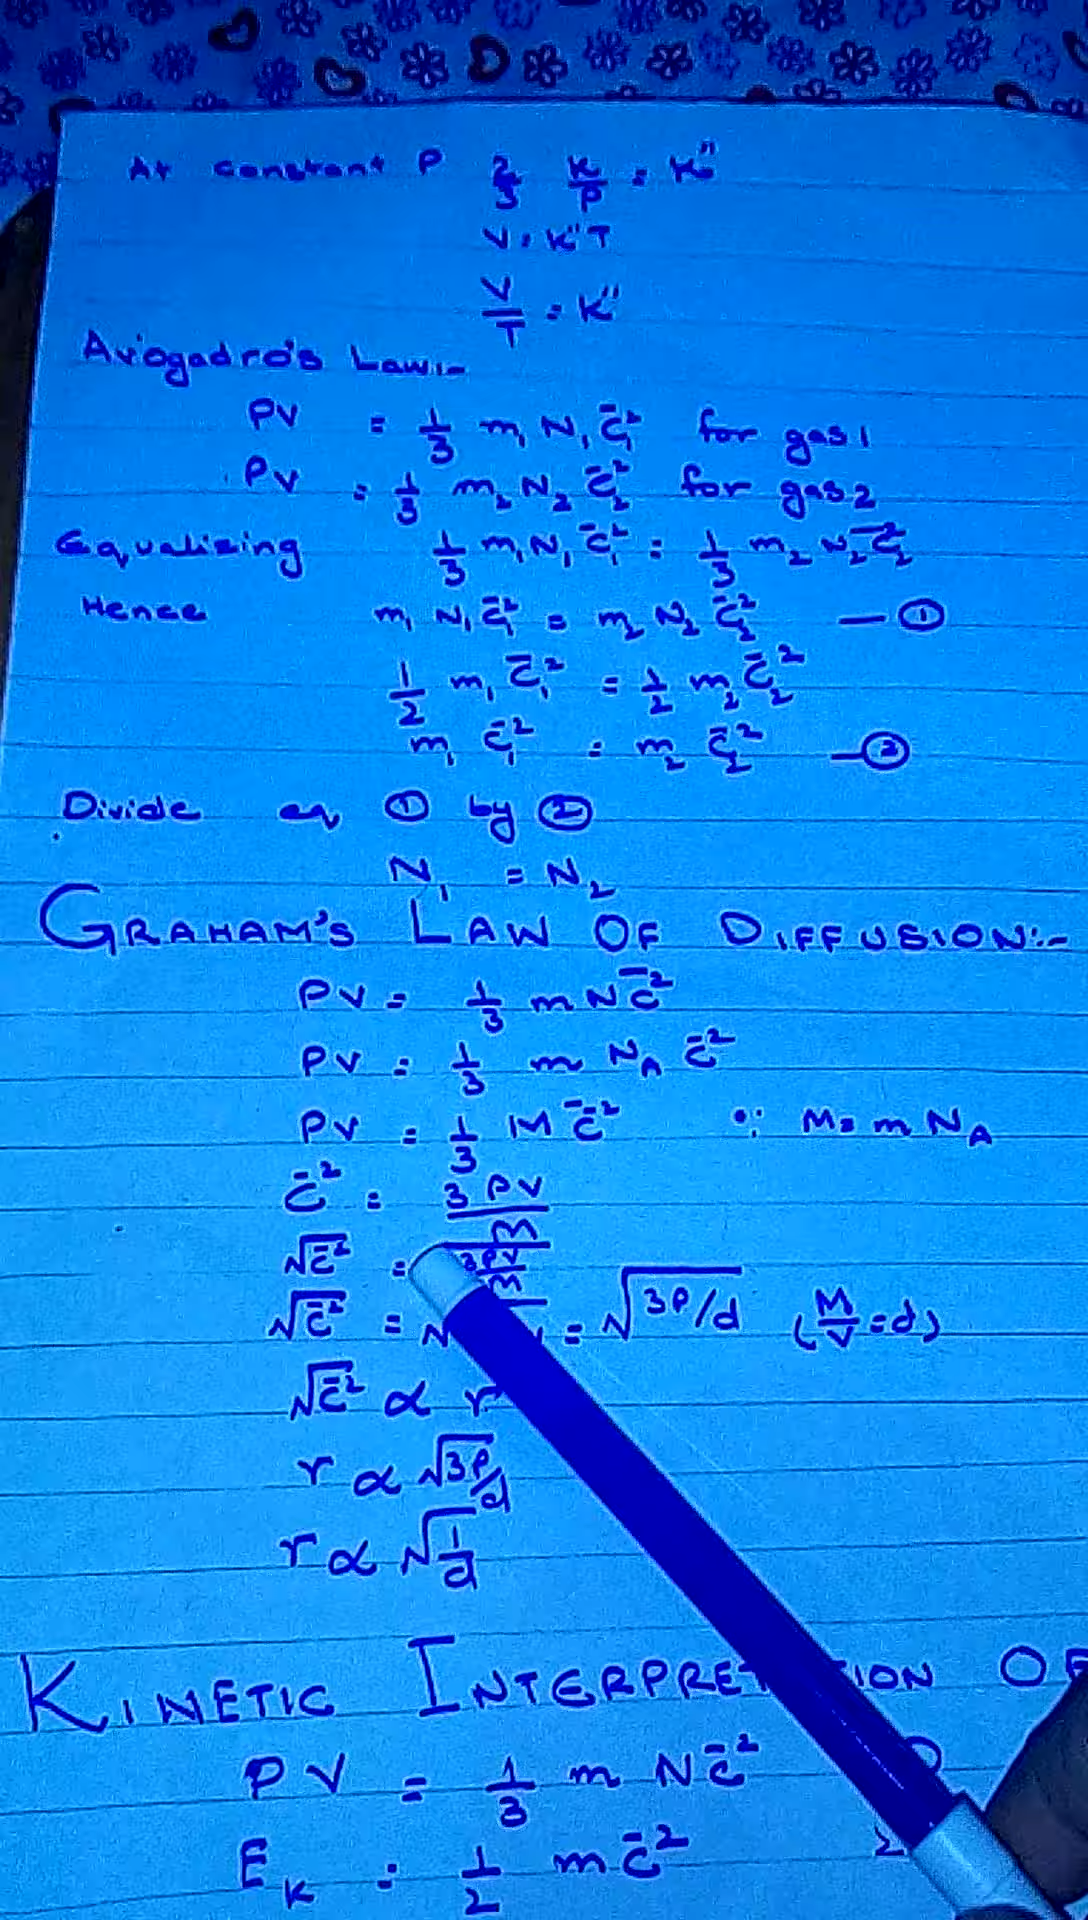 At constant P 2/3 K/P = K"
V = K"T
V/T = K"
Avogadro's Law:-
PV = 1/3 m₁ N₁ c̄₁² for gas 1
PV = 1/3 m₂ N₂ c̄₂² for gas 2
Equalizing 1/3 m₁ N₁ c̄₁² = 1/3 m₂ N₂ c̄₂²
Hence m₁ N₁ c̄₁² = m₂ N₂ c̄₂² — ①
1/2 m₁ c̄₁² = 1/2 m₂ c̄₂²
m₁ c̄₁² = m₂ c̄₂² — ②
Divide eq ① by ②
N₁ = N₂
GRAHAM'S LAW OF DIFFUSION:-
PV = 1/3 m N c̄²
PV = 1/3 m N_A c̄²
PV = 1/3 M c̄² ∵ M = m N_A
c̄² = 3PV/M
√c̄² = 3PV/M
√c̄² = = √3P/d (M/V = d)
√c̄² ∝ r
r ∝ √3P/d
r ∝ √1/d
KINETIC OF
PV = 1/3 m N c̄²
E_K = 1/2 m c̄²